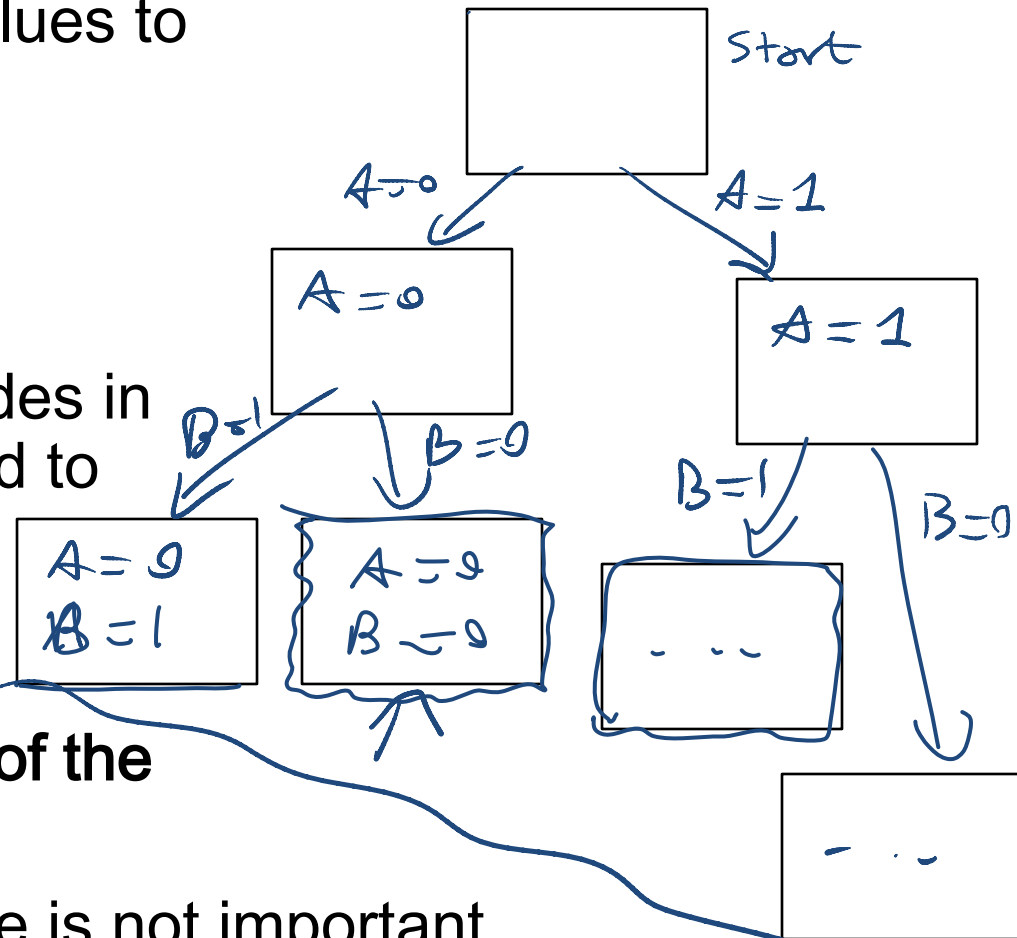 lues to
Start
A=0
A=1
A=0
A=1
des in
d to
B=1
B=0
B=1
B=0
A=0
B=1
A=0
B=0
- --
of the
- --
e is not important